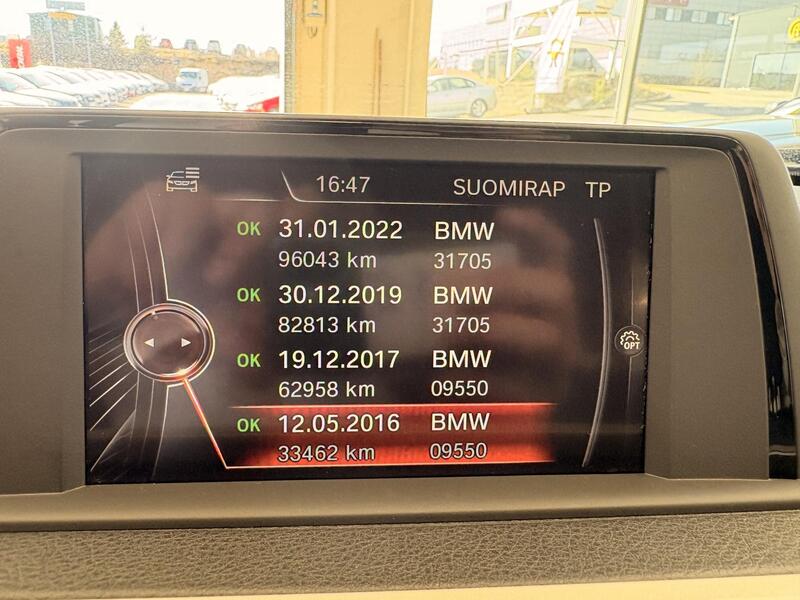 16:47 SUOMIRAP TP
OK 31.01.2022 BMW
96043 km 31705
OK 30.12.2019 BMW
82813 km 31705
OPT
OK 19.12.2017 BMW
62958 km 09550
OK 12.05.2016 BMW
33462 km 09550